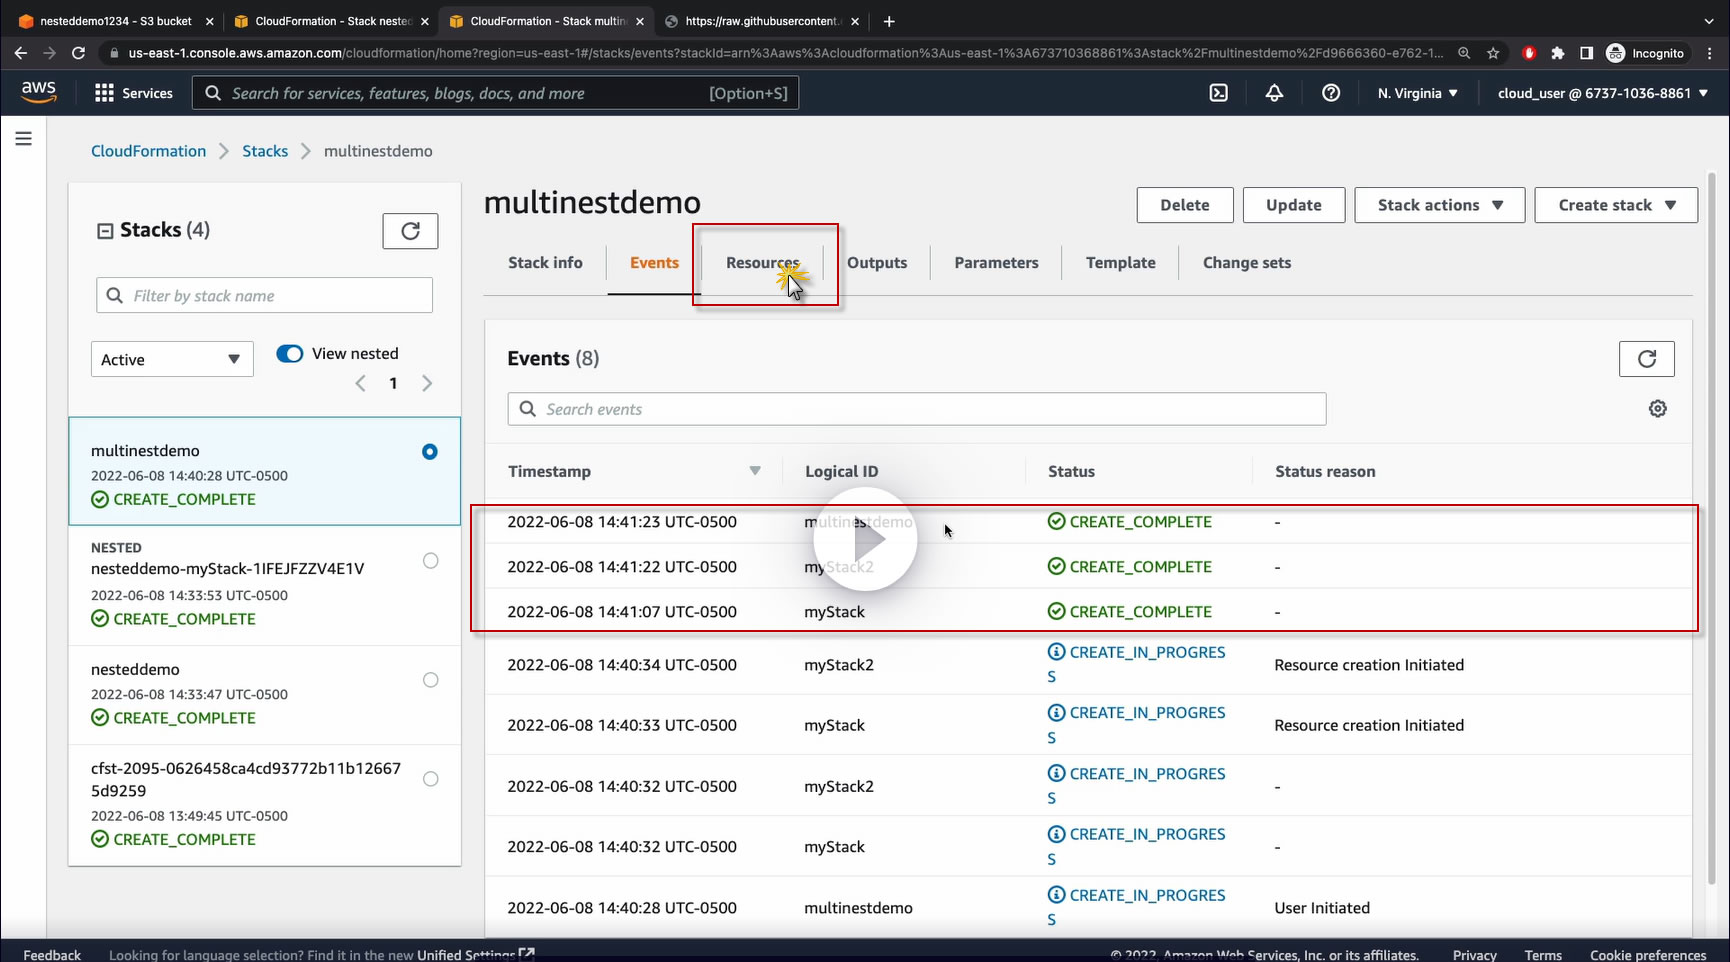 nesteddemo1234 - S3 bucket
CloudFormation - Stack nested
CloudFormation - Stack multin
https://raw.githubusercontent.
us-east-1.console.aws.amazon.com/cloudformation/home?region=us-east-1#/stacks/events?stackId=arn%3Aaws%3Acloudformation%3Aus-east-1%3A673710368861%3Astack%2Fmultinestdemo%2Fd9666360-e762-1...
Incognito
aws
Services
Search for services, features, blogs, docs, and more
[Option+S]
N. Virginia
cloud_user @ 6737-1036-8861
CloudFormation
Stacks
multinestdemo
Stacks (4)
Filter by stack name
Active
View nested
1
multinestdemo
2022-06-08 14:40:28 UTC-0500
CREATE_COMPLETE
NESTED
nesteddemo-myStack-1IFEJFZZV4E1V
2022-06-08 14:33:53 UTC-0500
CREATE_COMPLETE
nesteddemo
2022-06-08 14:33:47 UTC-0500
CREATE_COMPLETE
cfst-2095-0626458ca4cd93772b11b12667
5d9259
2022-06-08 13:49:45 UTC-0500
CREATE_COMPLETE
multinestdemo
Delete
Update
Stack actions
Create stack
Stack info
Events
Resources
Outputs
Parameters
Template
Change sets
Events (8)
Search events
Timestamp
Logical ID
Status
Status reason
2022-06-08 14:41:23 UTC-0500 multinestdemo CREATE_COMPLETE -
2022-06-08 14:41:22 UTC-0500 myStack2 CREATE_COMPLETE -
2022-06-08 14:41:07 UTC-0500 myStack CREATE_COMPLETE -
2022-06-08 14:40:34 UTC-0500 myStack2 CREATE_IN_PROGRES Resource creation Initiated
S
2022-06-08 14:40:33 UTC-0500 myStack CREATE_IN_PROGRES Resource creation Initiated
S
2022-06-08 14:40:32 UTC-0500 myStack2 CREATE_IN_PROGRES -
S
2022-06-08 14:40:32 UTC-0500 myStack CREATE_IN_PROGRES -
S
2022-06-08 14:40:28 UTC-0500 multinestdemo CREATE_IN_PROGRES User Initiated
S
Feedback
Looking for language selection? Find it in the new Unified Settings
© 2022, Amazon Web Services, Inc. or its affiliates.
Privacy
Terms
Cookie preferences